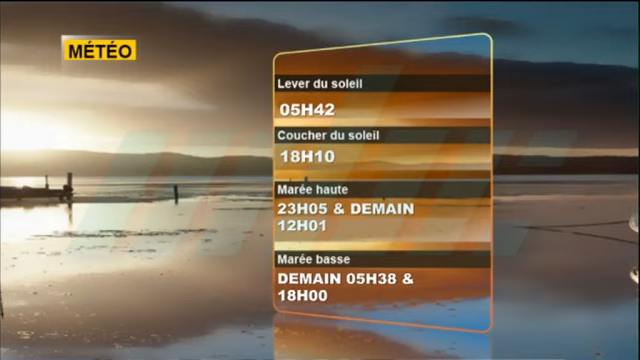 MÉTÉO
Lever du soleil
05H42
Coucher du soleil
18H10
Marée haute
23H05 & DEMAIN
12H01
Marée basse
DEMAIN 05H38 &
18H00